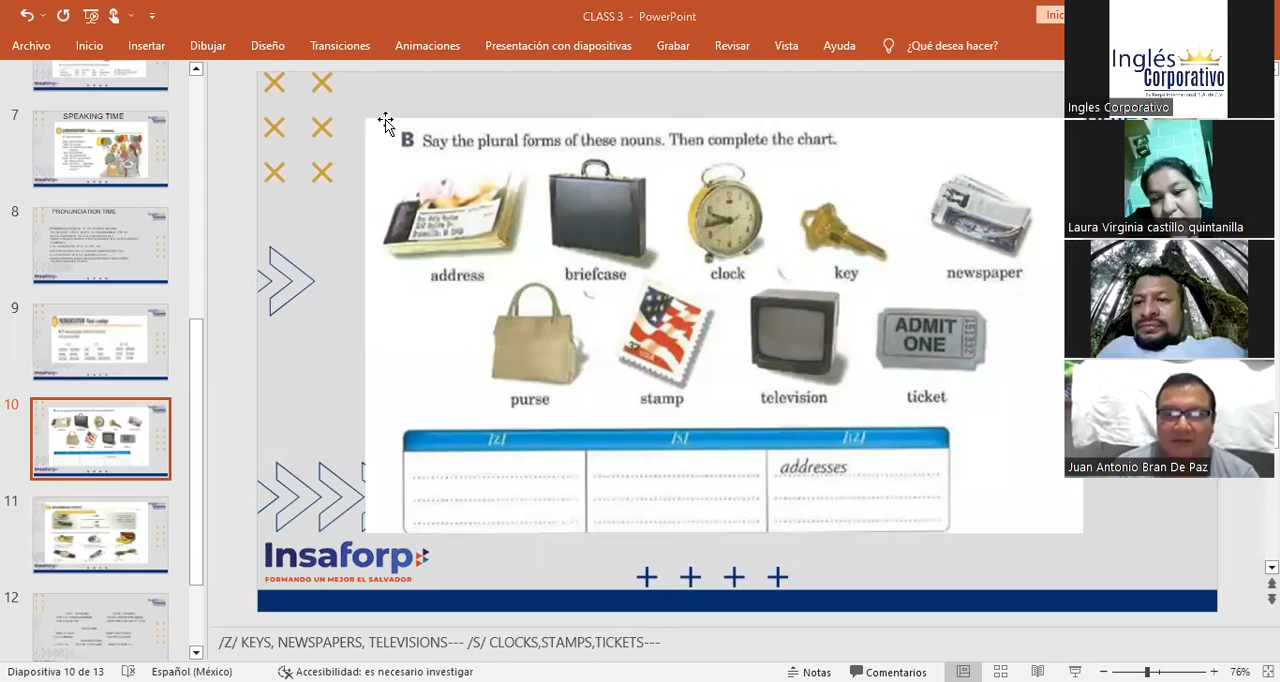 CLASS 3 - PowerPoint
Archivo Inicio Insertar Dibujar Diseño Transiciones Animaciones Presentación con diapositivas Grabar Revisar Vista Ayuda ¿Qué desea hacer?
Inglés
Corporativo
Ingles Corporativo
Laura Virginia castillo quintanilla
Juan Antonio Bran De Paz
7
SPEAKING TIME
8
PRONUNCIATION TIME
9
10
11
12
B Say the plural forms of these nouns. Then complete the chart.
address briefcase clock key newspaper
ADMIT
ONE
151332
USA
purse stamp television ticket
/z/ /s/ /ɪz/
addresses
Insaforp
FORMANDO UN MEJOR EL SALVADOR
/Z/ KEYS, NEWSPAPERS, TELEVISIONS--- /S/ CLOCKS,STAMPS,TICKETS---
Diapositiva 10 de 13 Español (México) Accesibilidad: es necesario investigar Notas Comentarios 76%